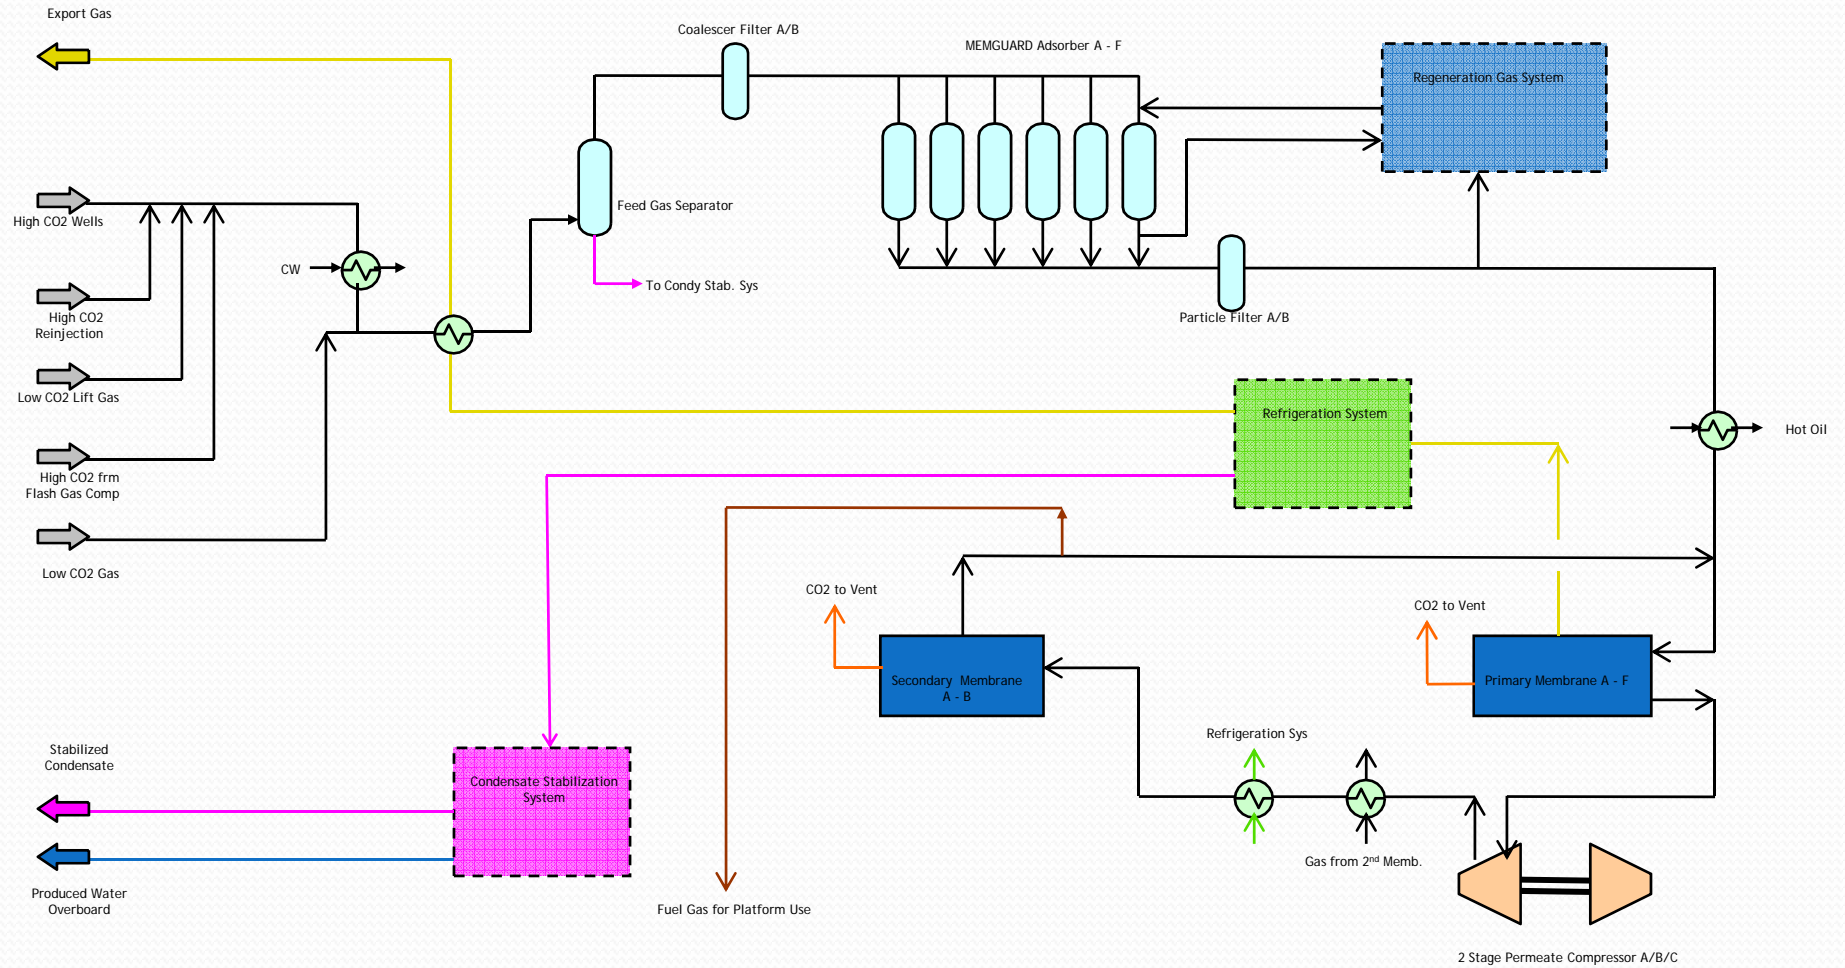 Export Gas
Coalescer Filter A/B
MEMGUARD Adsorber A - F
Regeneration Gas System
High CO2 Wells
Feed Gas Separator
CW
To Condy Stab. Sys
High CO2
Reinjection
Particle Filter A/B
Low CO2 Lift Gas
Refrigeration System
Hot Oil
High CO2 frm
Flash Gas Comp
Low CO2 Gas
CO2 to Vent
CO2 to Vent
Secondary Membrane
A - B
Primary Membrane A - F
Refrigeration Sys
Stabilized
Condensate
Condensate Stabilization
System
Gas from 2nd Memb.
Produced Water
Overboard
Fuel Gas for Platform Use
2 Stage Permeate Compressor A/B/C